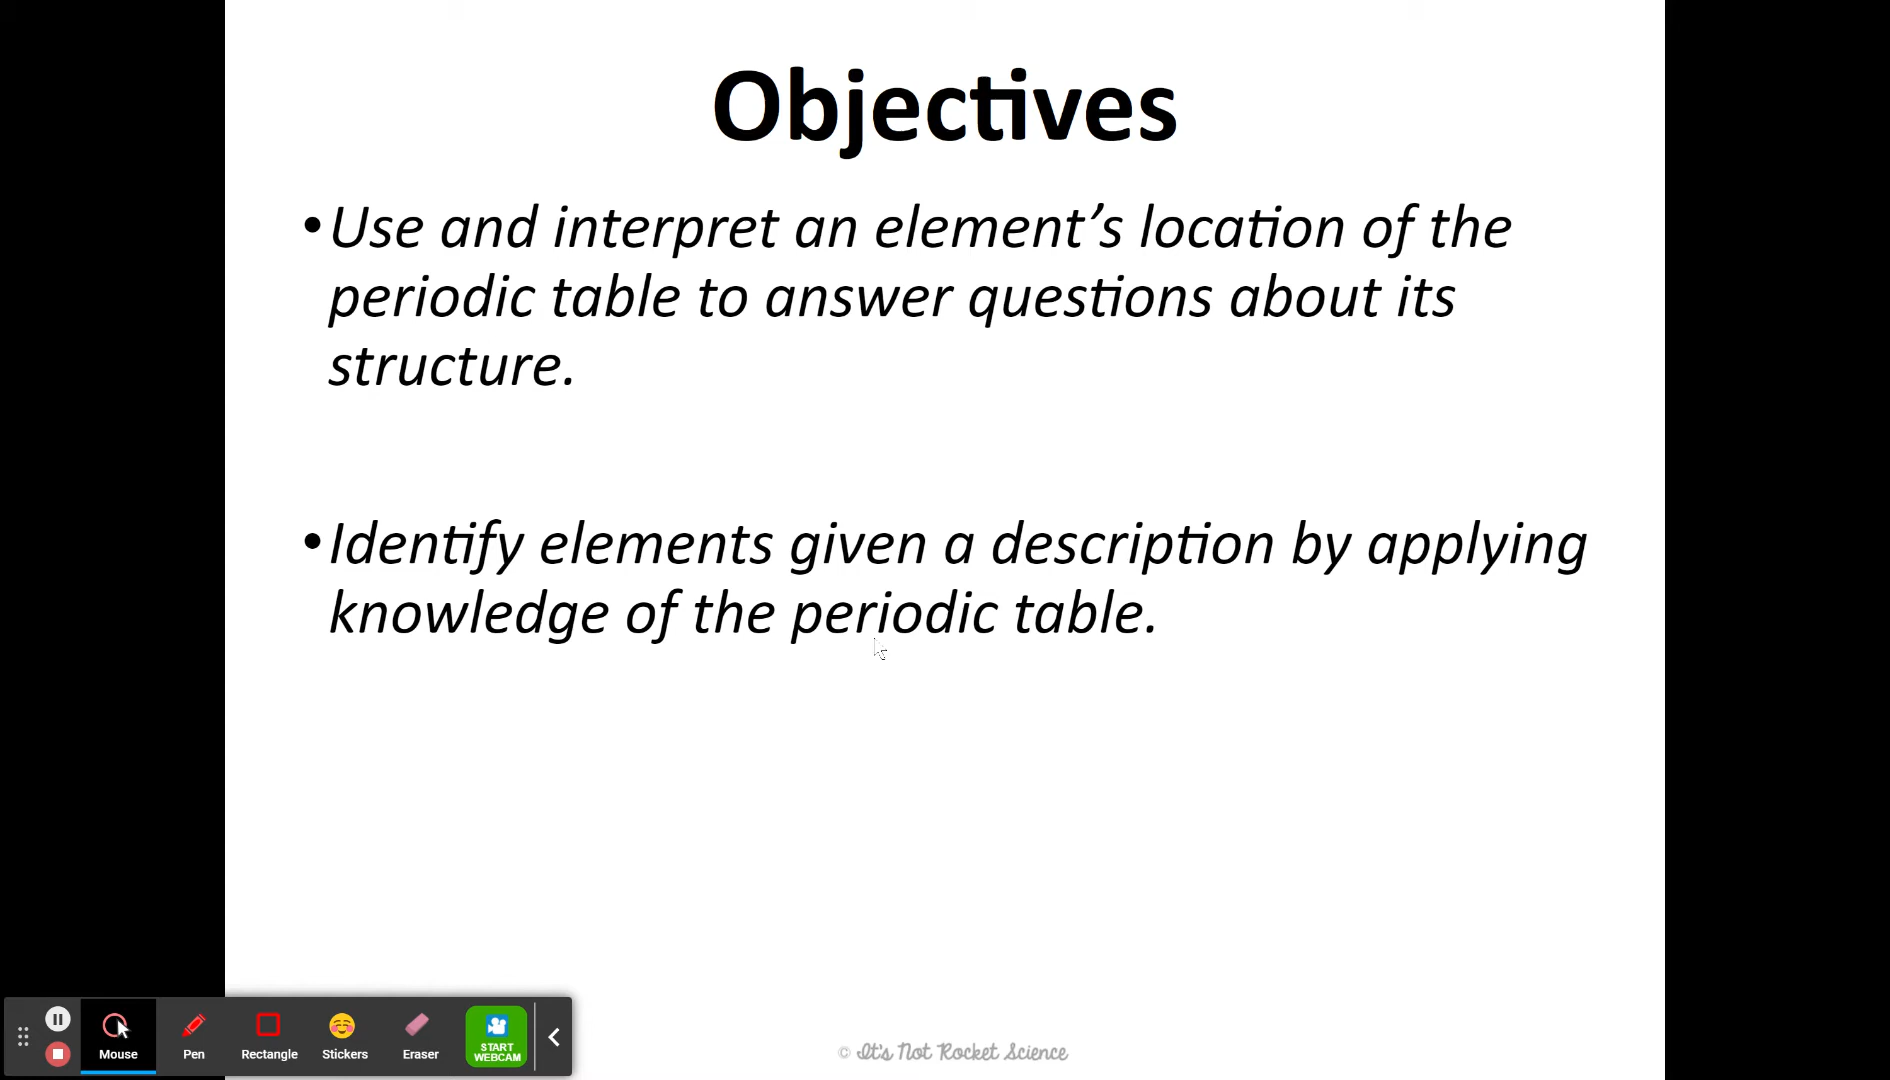 Objectives
•Use and interpret an element’s location of the
periodic table to answer questions about its
structure.
•Identify elements given a description by applying
knowledge of the periodic table.
Mouse
Pen
Rectangle
Stickers
Eraser
START
WEBCAM
© It's Not Rocket Science